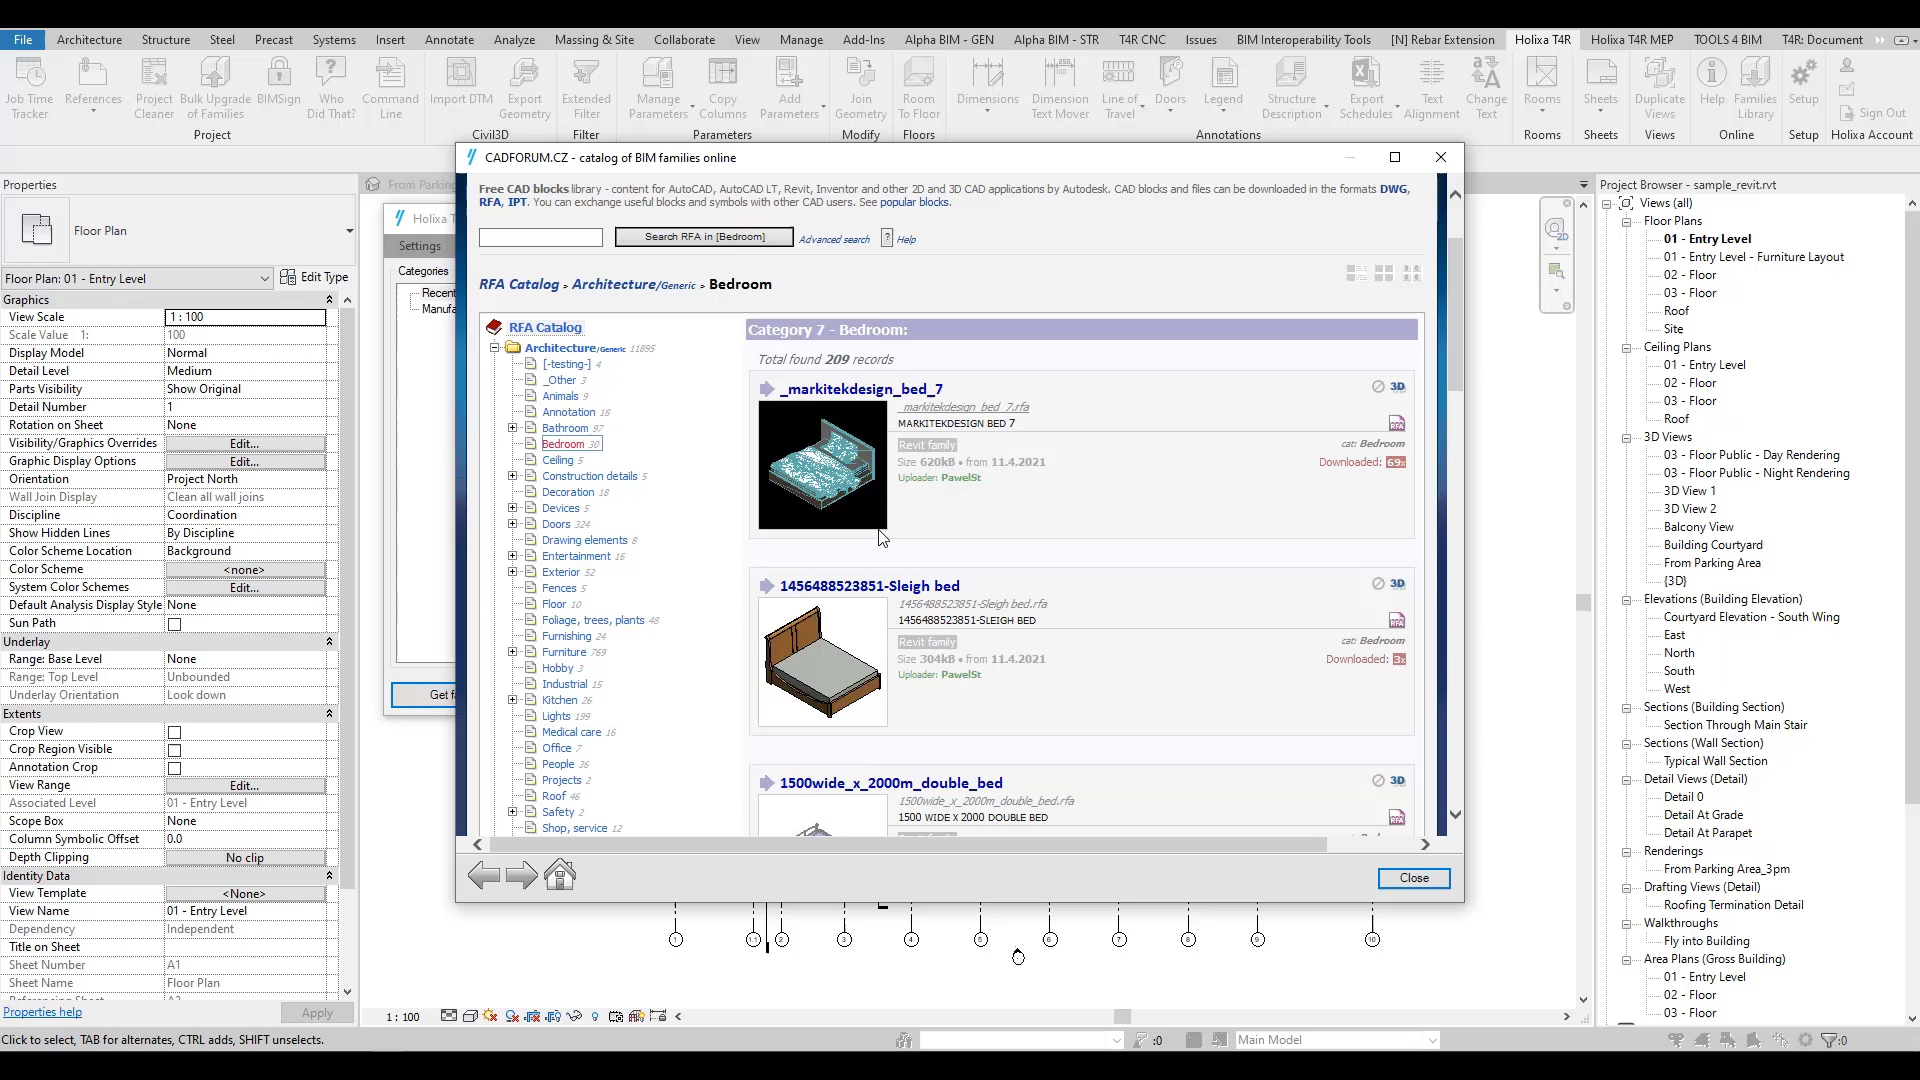 File Architecture Structure Steel Precast Systems Insert Annotate Analyze Massing & Site Collaborate View Manage Add-Ins Alpha BIM - GEN Alpha BIM - STR T4R CNC Issues BIM Interoperability Tools [N] Rebar Extension Holixa T4R Holixa T4R MEP TOOLS 4 BIM T4R: Document
Job Time Tracker References Project Cleaner Bulk Upgrade of Families BIMSign Who Did That? Command Line Import DTM Export Geometry Extended Filter Manage Parameters Copy Columns Add Parameters Join Geometry Room To Floor Dimensions Dimension Text Mover Line of Travel Doors Legend Structure Description Export Schedules Text Alignment Change Text Rooms Sheets Duplicate Views Help Families Library Setup Sign Out
Project Civil3D Filter Parameters Modify Floors Annotations Rooms Sheets Views Online Setup Holixa Account
Properties
Floor Plan
Floor Plan: 01 - Entry Level Edit Type
Graphics
View Scale 1 : 100
Scale Value 1: 100
Display Model Normal
Detail Level Medium
Parts Visibility Show Original
Detail Number 1
Rotation on Sheet None
Visibility/Graphics Overrides Edit...
Graphic Display Options Edit...
Orientation Project North
Wall Join Display Clean all wall joins
Discipline Coordination
Show Hidden Lines By Discipline
Color Scheme Location Background
Color Scheme <none>
System Color Schemes Edit...
Default Analysis Display Style None
Sun Path
Underlay
Range: Base Level None
Range: Top Level Unbounded
Underlay Orientation Look down
Extents
Crop View
Crop Region Visible
Annotation Crop
View Range Edit...
Associated Level 01 - Entry Level
Scope Box None
Column Symbolic Offset 0.0
Depth Clipping No clip
Identity Data
View Template <None>
View Name 01 - Entry Level
Dependency Independent
Title on Sheet
Sheet Number A1
Sheet Name Floor Plan
Properties help Apply
From Parking
Holixa T
Settings
Categories
Recent
Manufa
Get fa
CADFORUM.CZ - catalog of BIM families online
Free CAD blocks library - content for AutoCAD, AutoCAD LT, Revit, Inventor and other 2D and 3D CAD applications by Autodesk. CAD blocks and files can be downloaded in the formats DWG,
RFA, IPT. You can exchange useful blocks and symbols with other CAD users. See popular blocks.
Search RFA in [Bedroom] Advanced search ? Help
RFA Catalog > Architecture/Generic > Bedroom
RFA Catalog
Architecture/Generic 11895
[-testing-] 4
_Other 3
Animals 9
Annotation 18
Bathroom 97
Bedroom 30
Ceiling 5
Construction details 5
Decoration 18
Devices 5
Doors 324
Drawing elements 8
Entertainment 16
Exterior 52
Fences 5
Floor 10
Foliage, trees, plants 48
Furnishing 24
Furniture 769
Hobby 3
Industrial 15
Kitchen 26
Lights 199
Medical care 16
Office 7
People 36
Projects 2
Roof 46
Safety 2
Shop, service 12
Category 7 - Bedroom:
Total found 209 records
_markitekdesign_bed_7 3D
_markitekdesign_bed_7.rfa
MARKITEKDESIGN BED 7 RFA
Revit family cat: Bedroom
Size 620kB • from 11.4.2021 Downloaded: 69x
Uploader: PawelSt
1456488523851-Sleigh bed 3D
1456488523851-Sleigh bed.rfa
1456488523851-SLEIGH BED RFA
Revit family cat: Bedroom
Size 304kB • from 11.4.2021 Downloaded: 3x
Uploader: PawelSt
1500wide_x_2000m_double_bed 3D
1500wide_x_2000m_double_bed.rfa
1500 WIDE X 2000 DOUBLE BED RFA
Close
1 1.1 2 3 4 5 6 7 8 9 10
1 : 100
2D
Project Browser - sample_revit.rvt
Views (all)
Floor Plans
01 - Entry Level
01 - Entry Level - Furniture Layout
02 - Floor
03 - Floor
Roof
Site
Ceiling Plans
01 - Entry Level
02 - Floor
03 - Floor
Roof
3D Views
03 - Floor Public - Day Rendering
03 - Floor Public - Night Rendering
3D View 1
3D View 2
Balcony View
Building Courtyard
From Parking Area
{3D}
Elevations (Building Elevation)
Courtyard Elevation - South Wing
East
North
South
West
Sections (Building Section)
Section Through Main Stair
Sections (Wall Section)
Typical Wall Section
Detail Views (Detail)
Detail 0
Detail At Grade
Detail At Parapet
Renderings
From Parking Area_3pm
Drafting Views (Detail)
Roofing Termination Detail
Walkthroughs
Fly into Building
Area Plans (Gross Building)
01 - Entry Level
02 - Floor
03 - Floor
Click to select, TAB for alternates, CTRL adds, SHIFT unselects. :0 Main Model :0